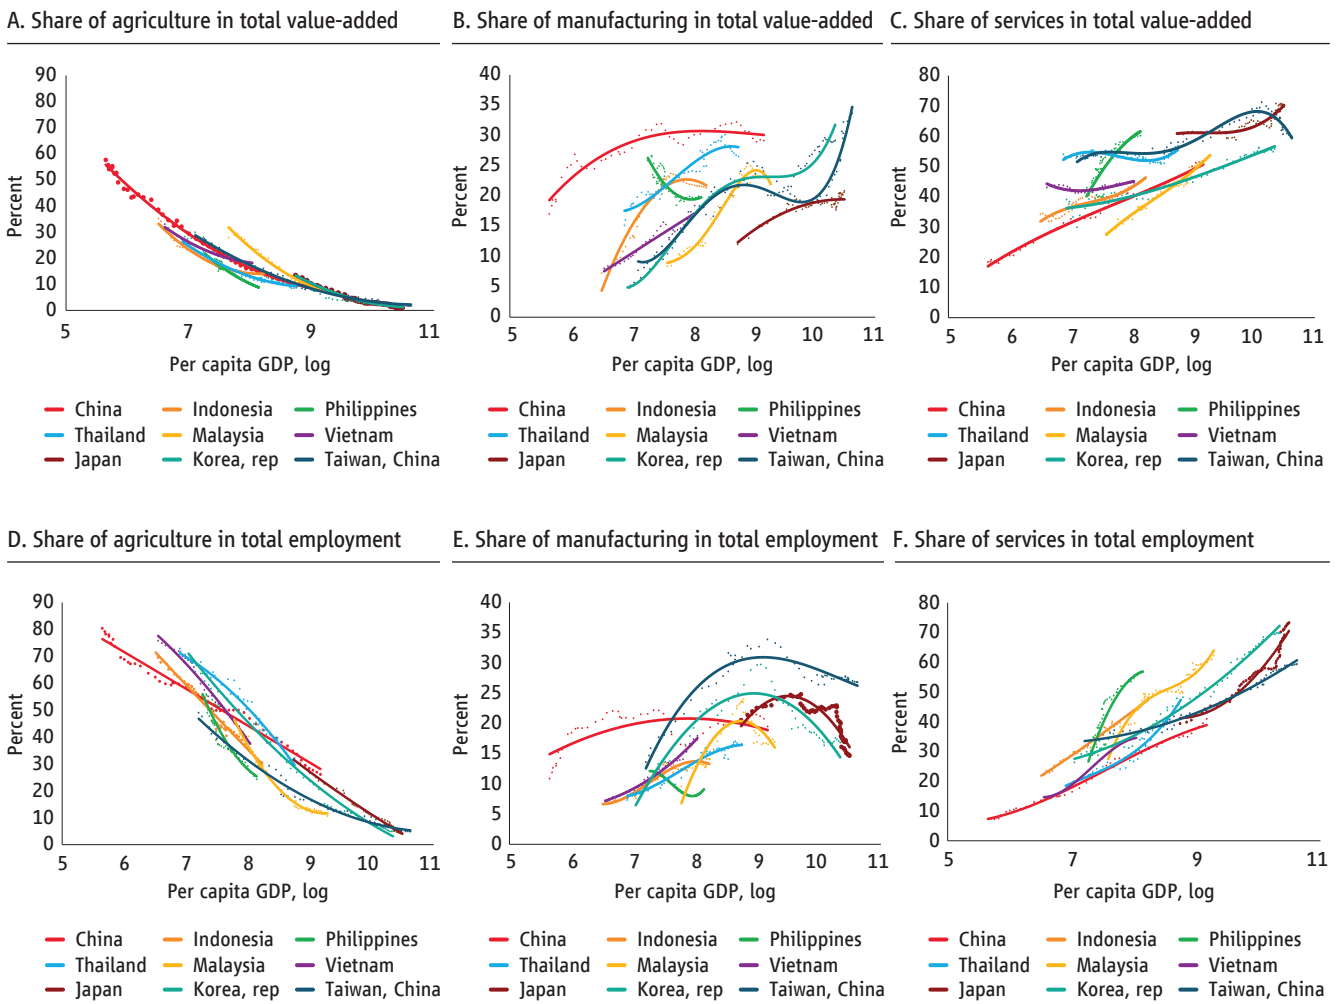 A. Share of agriculture in total value-added
90
80
70
60
50
40
30
20
10
0
Percent
5 7 9 11
Per capita GDP, log
China Indonesia Philippines
Thailand Malaysia Vietnam
Japan Korea, rep Taiwan, China
B. Share of manufacturing in total value-added
40
35
30
25
20
15
10
5
0
Percent
5 6 7 8 9 10 11
Per capita GDP, log
China Indonesia Philippines
Thailand Malaysia Vietnam
Japan Korea, rep Taiwan, China
C. Share of services in total value-added
80
70
60
50
40
30
20
10
0
Percent
5 6 7 8 9 10 11
Per capita GDP, log
China Indonesia Philippines
Thailand Malaysia Vietnam
Japan Korea, rep Taiwan, China
D. Share of agriculture in total employment
90
80
70
60
50
40
30
20
10
0
Percent
5 6 7 8 9 10 11
Per capita GDP, log
China Indonesia Philippines
Thailand Malaysia Vietnam
Japan Korea, rep Taiwan, China
E. Share of manufacturing in total employment
40
35
30
25
20
15
10
5
0
Percent
5 6 7 8 9 10 11
Per capita GDP, log
China Indonesia Philippines
Thailand Malaysia Vietnam
Japan Korea, rep Taiwan, China
F. Share of services in total employment
80
70
60
50
40
30
20
10
0
Percent
5 7 9 11
Per capita GDP, log
China Indonesia Philippines
Thailand Malaysia Vietnam
Japan Korea, rep Taiwan, China